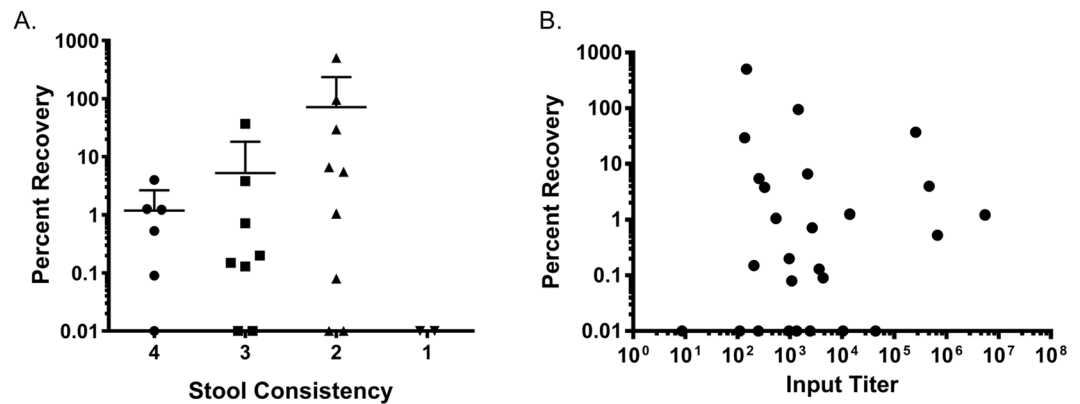 A.
Percent Recovery
1000
100
10
1
0.1
0.01
4 3 2 1
Stool Consistency
B.
Percent Recovery
1000
100
10
1
0.1
0.01
10⁰ 10¹ 10² 10³ 10⁴ 10⁵ 10⁶ 10⁷ 10⁸
Input Titer